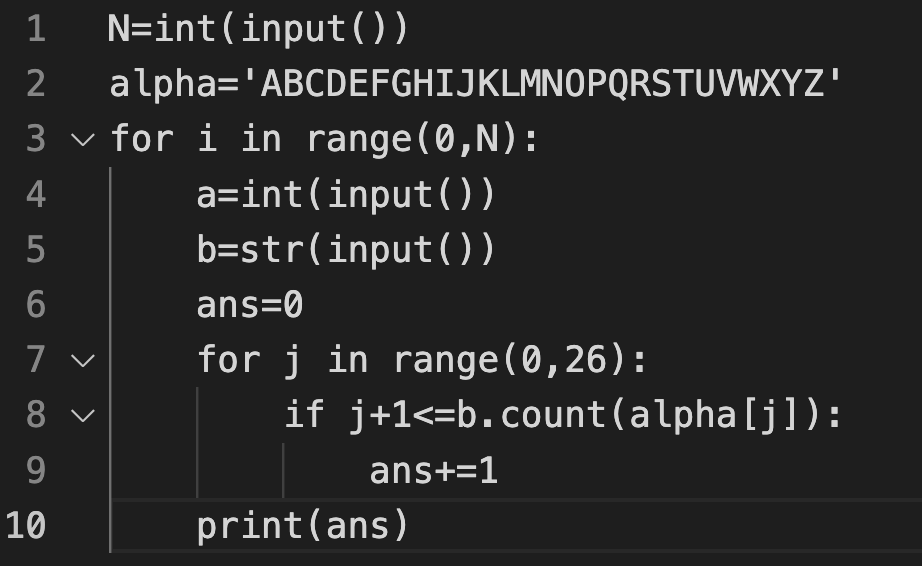 1 N=int(input())
2 alpha='ABCDEFGHIJKLMNOPQRSTUVWXYZ'
3 for i in range(0,N):
4     a=int(input())
5     b=str(input())
6     ans=0
7     for j in range(0,26):
8         if j+1<=b.count(alpha[j]):
9             ans+=1
10     print(ans)